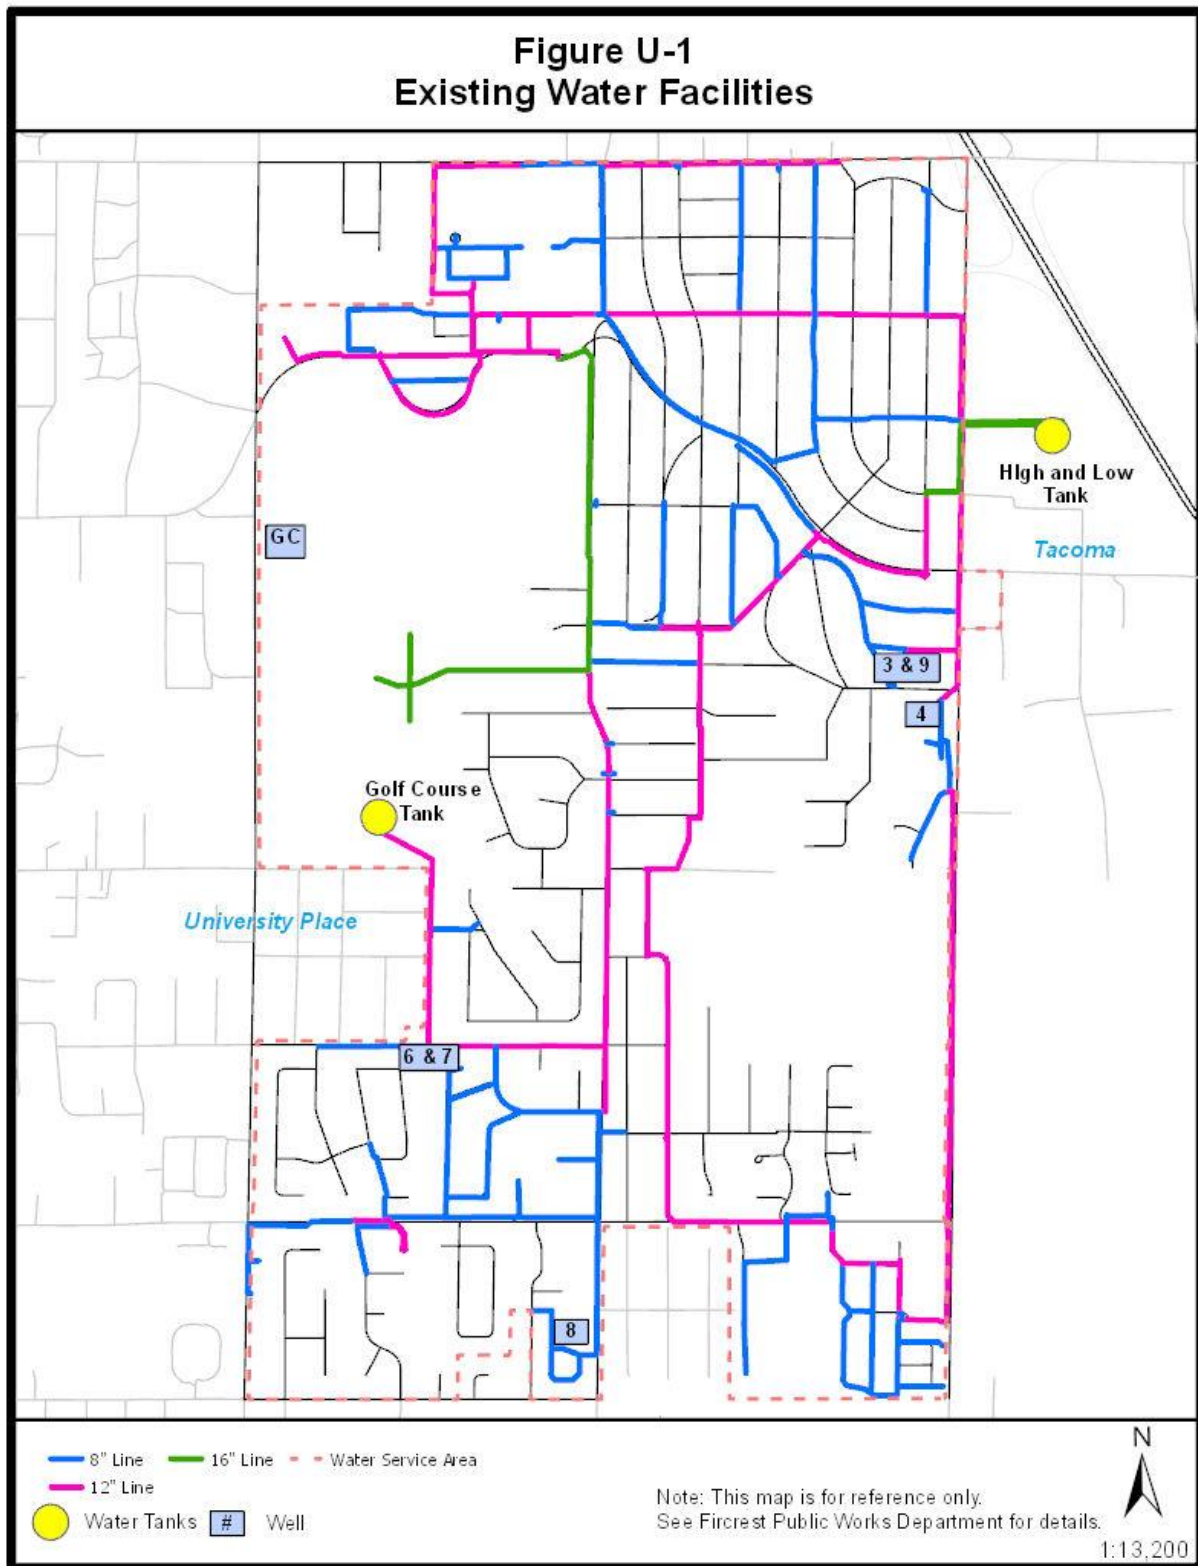 Figure U-1
Existing Water Facilities
HIgh and Low
Tank
GC
Tacoma
3 & 9
4
Golf Course
Tank
University Place
6 & 7
8
8" Line
16" Line
Water Service Area
12" Line
Water Tanks
#
Well
Note: This map is for reference only.
See Fircrest Public Works Department for details.
N
1:13,200